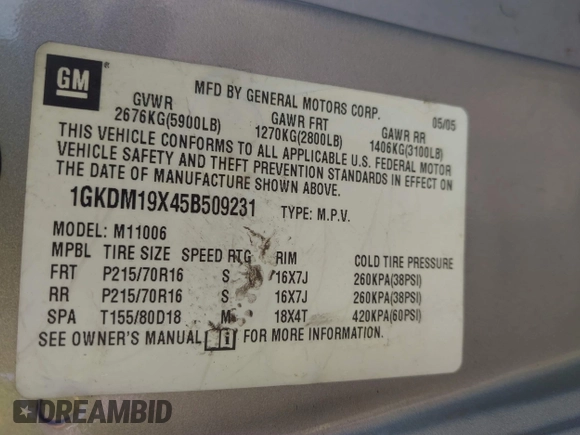 GM
®
MFD BY GENERAL MOTORS CORP. 05/05
GVWR GAWR FRT GAWR RR
2676KG(5900LB) 1270KG(2800LB) 1406KG(3100LB)
THIS VEHICLE CONFORMS TO ALL APPLICABLE U.S. FEDERAL MOTOR
VEHICLE SAFETY AND THEFT PREVENTION STANDARDS IN EFFECT ON
THE DATE OF MANUFACTURE SHOWN ABOVE.
1GKDM19X45B509231 TYPE: M.P.V.
MODEL: M11006
MPBL TIRE SIZE SPEED RTG RIM COLD TIRE PRESSURE
FRT P215/70R16 S 16X7J 260KPA(38PSI)
RR P215/70R16 S 16X7J 260KPA(38PSI)
SPA T155/80D18 M 18X4T 420KPA(60PSI)
SEE OWNER'S MANUAL i FOR MORE INFORMATION.
DREAMBID